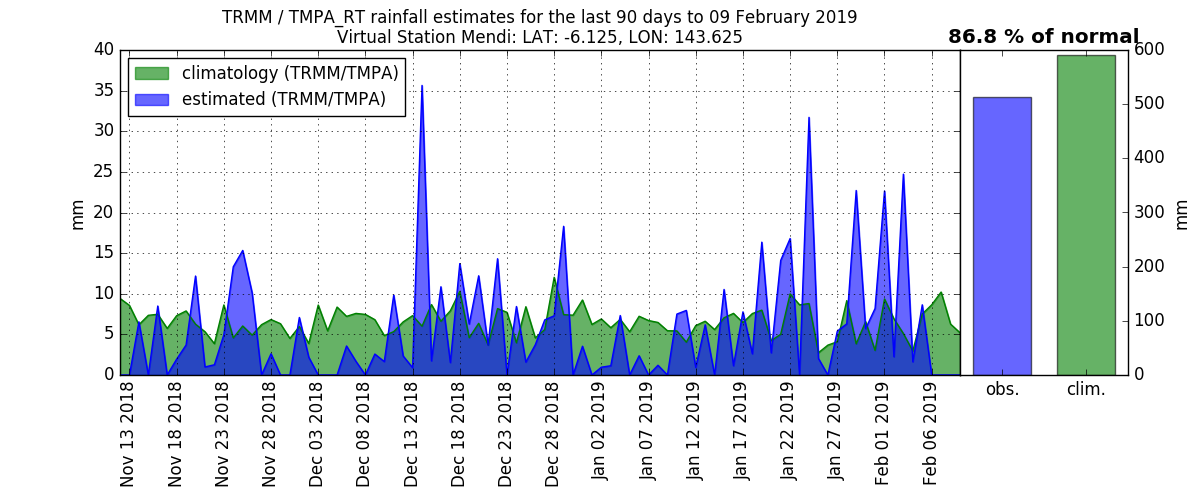 TRMM / TMPA_RT rainfall estimates for the last 90 days to 09 February 2019
Virtual Station Mendi: LAT: -6.125, LON: 143.625
86.8 % of normal
climatology (TRMM/TMPA)
estimated (TRMM/TMPA)
40
35
30
25
20
15
10
5
0
mm
Nov 13 2018
Nov 18 2018
Nov 23 2018
Nov 28 2018
Dec 03 2018
Dec 08 2018
Dec 13 2018
Dec 18 2018
Dec 23 2018
Dec 28 2018
Jan 02 2019
Jan 07 2019
Jan 12 2019
Jan 17 2019
Jan 22 2019
Jan 27 2019
Feb 01 2019
Feb 06 2019
obs.
clim.
600
500
400
300
200
100
0
mm